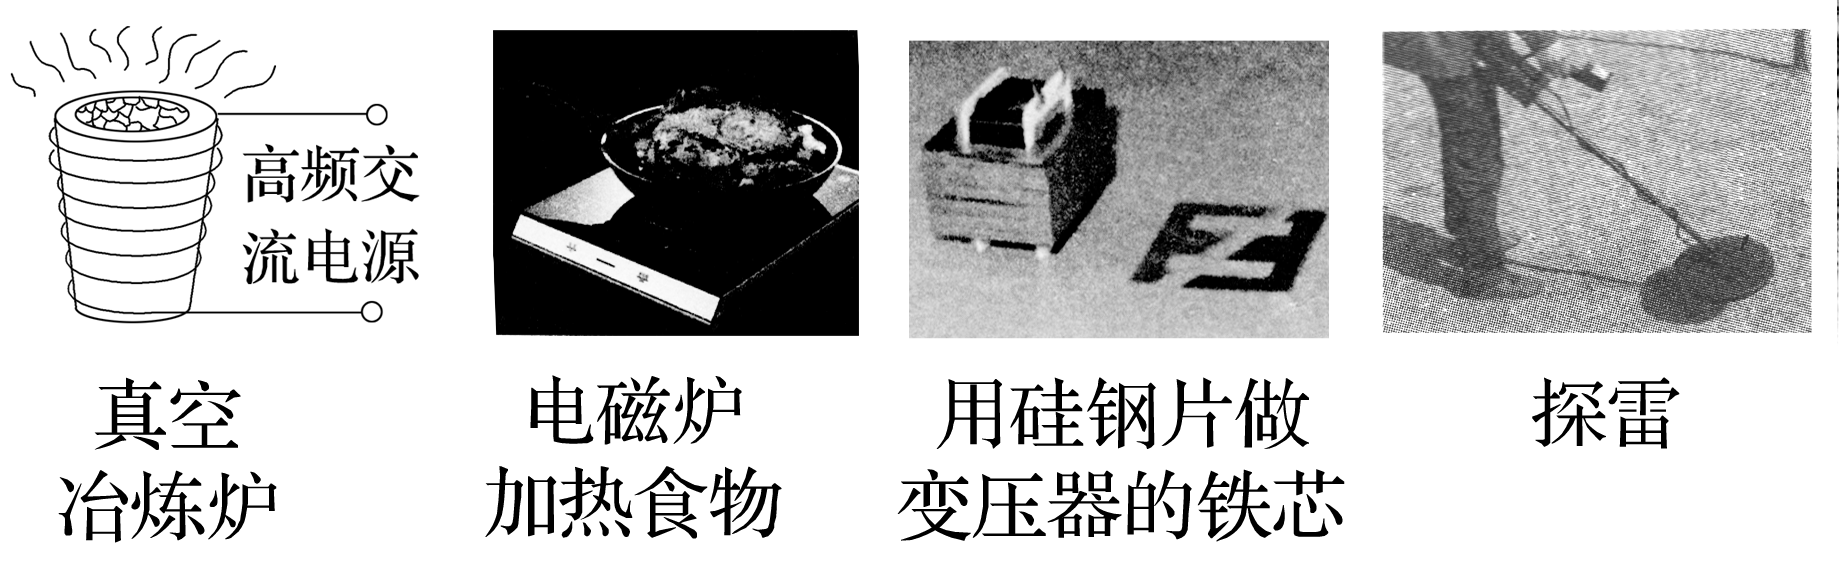 高频交
流电源
真空
冶炼炉
电磁炉
加热食物
用硅钢片做
变压器的铁芯
探雷